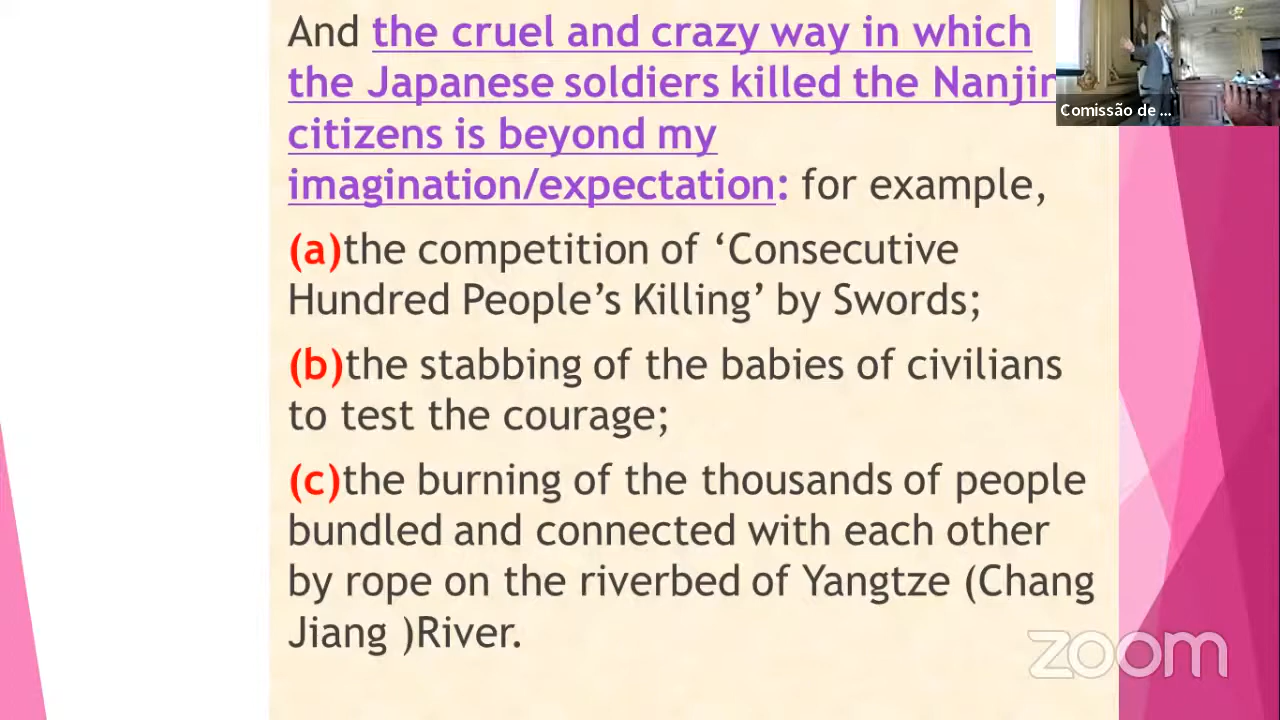 And the cruel and crazy way in which
the Japanese soldiers killed the Nanjin
citizens is beyond my
imagination/expectation: for example,
(a)the competition of ‘Consecutive
Hundred People’s Killing’ by Swords;
(b)the stabbing of the babies of civilians
to test the courage;
(c)the burning of the thousands of people
bundled and connected with each other
by rope on the riverbed of Yangtze (Chang
Jiang )River.
Comissão de ...
zoom